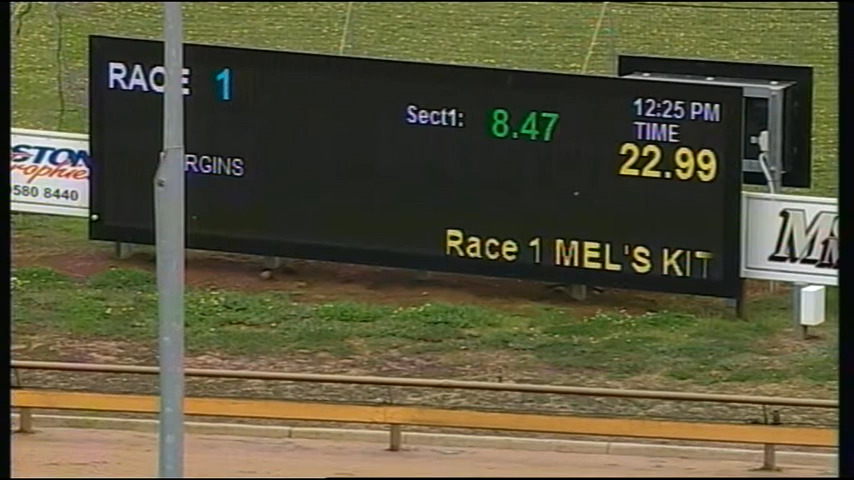 RACE 1
Sect1: 8.47
12:25 PM
TIME
22.99
RGINS
Race 1 MEL'S KIT
STON
rophie
9580 8440